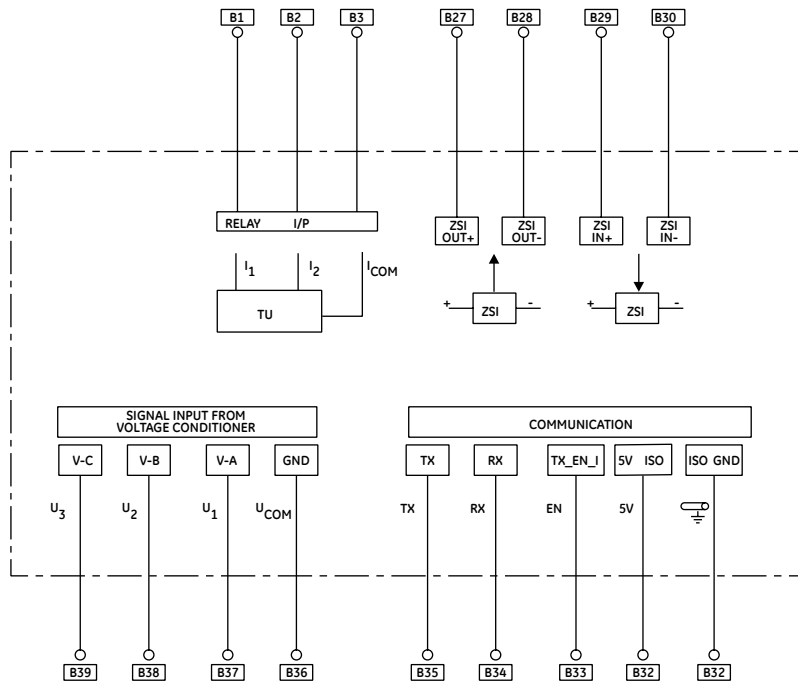 B1 B2 B3 B27 B28 B29 B30
RELAY I/P
ZSI
OUT+
ZSI
OUT-
ZSI
IN+
ZSI
IN-
I1 I2 ICOM
TU
+ ZSI -
+ ZSI -
SIGNAL INPUT FROM
VOLTAGE CONDITIONER
COMMUNICATION
V-C V-B V-A GND
TX RX TX_EN_I 5V ISO ISO GND
U3 U2 U1 UCOM
TX RX EN 5V
B39 B38 B37 B36 B35 B34 B33 B32 B32